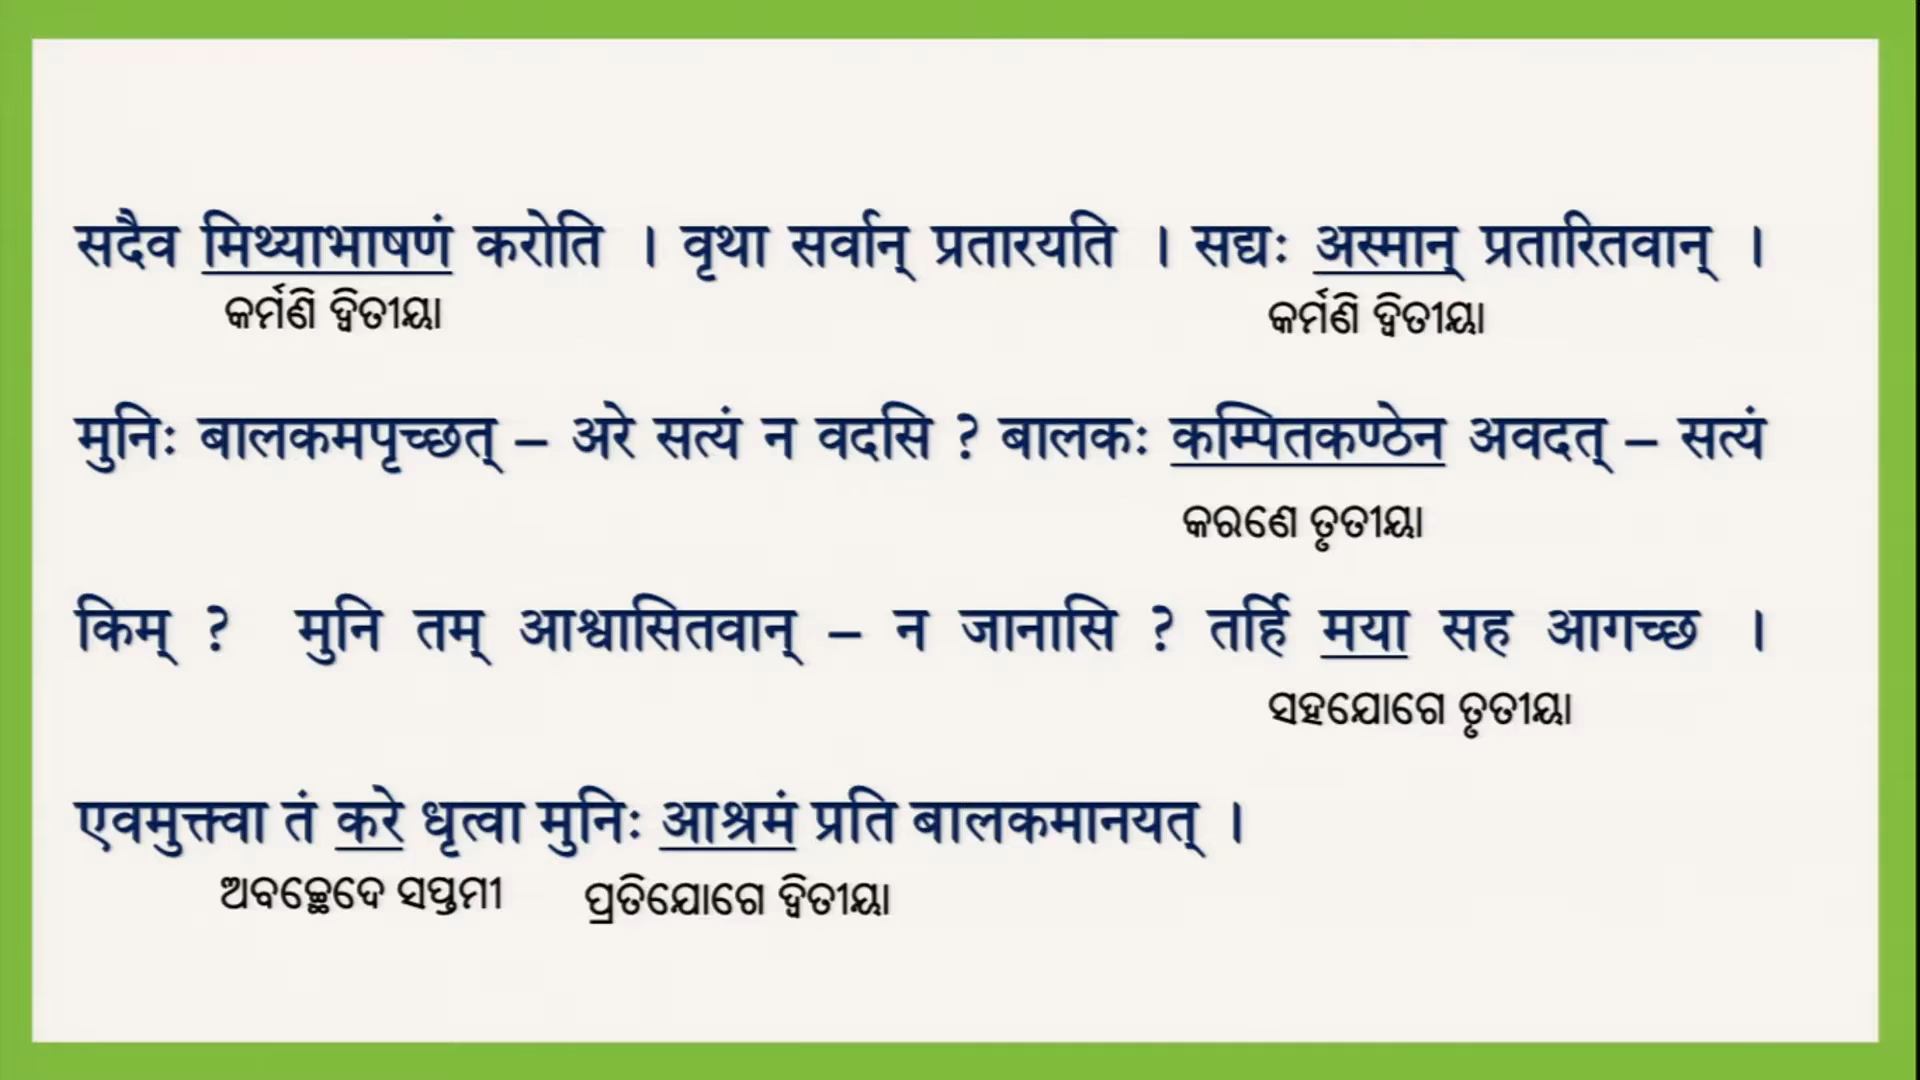 सदैव मिथ्याभाषणं करोति । वृथा सर्वान् प्रतारयति । सद्यः अस्मान् प्रतारितवान् ।
କର୍ମଣି ଦ୍ୱିତୀୟା କର୍ମଣି ଦ୍ୱିତୀୟା
मुनिः बालकमपृच्छत् – अरे सत्यं न वदसि ? बालकः कम्पितकण्ठेन अवदत् – सत्यं
କରଣେ ତୃତୀୟା
किम् ? मुनि तम् आश्वासितवान् – न जानासि ? तर्हि मया सह आगच्छ ।
ସହଯୋଗେ ତୃତୀୟା
एवमुक्त्वा तं करे धृत्वा मुनिः आश्रमं प्रति बालकमानयत् ।
ଅବଚ୍ଛେଦେ ସପ୍ତମୀ ପ୍ରତିଯୋଗେ ଦ୍ୱିତୀୟା